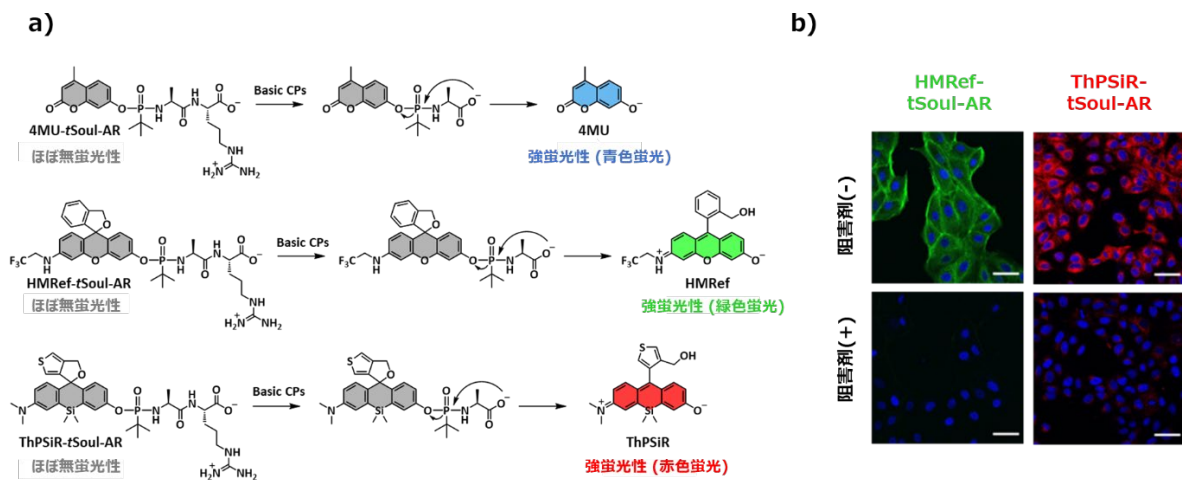 a)
Basic CPs
4MU-tSoul-AR
ほぼ無蛍光性
4MU
強蛍光性 (青色蛍光)
Basic CPs
HMRef-tSoul-AR
ほぼ無蛍光性
HMRef
強蛍光性 (緑色蛍光)
Basic CPs
ThPSiR-tSoul-AR
ほぼ無蛍光性
ThPSiR
強蛍光性 (赤色蛍光)
b)
HMRef-
tSoul-AR
ThPSiR-
tSoul-AR
阻害剤(-)
阻害剤(+)